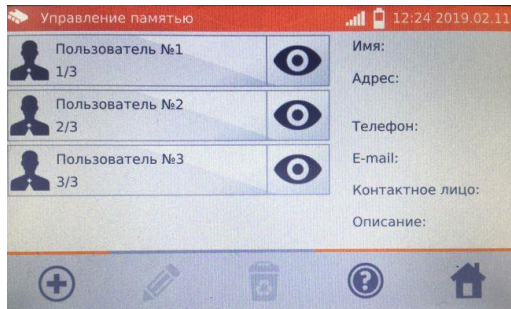 Управление памятью
12:24 2019.02.11
Пользователь №1
1/3
Пользователь №2
2/3
Пользователь №3
3/3
Имя:
Адрес:
Телефон:
E-mail:
Контактное лицо:
Описание: